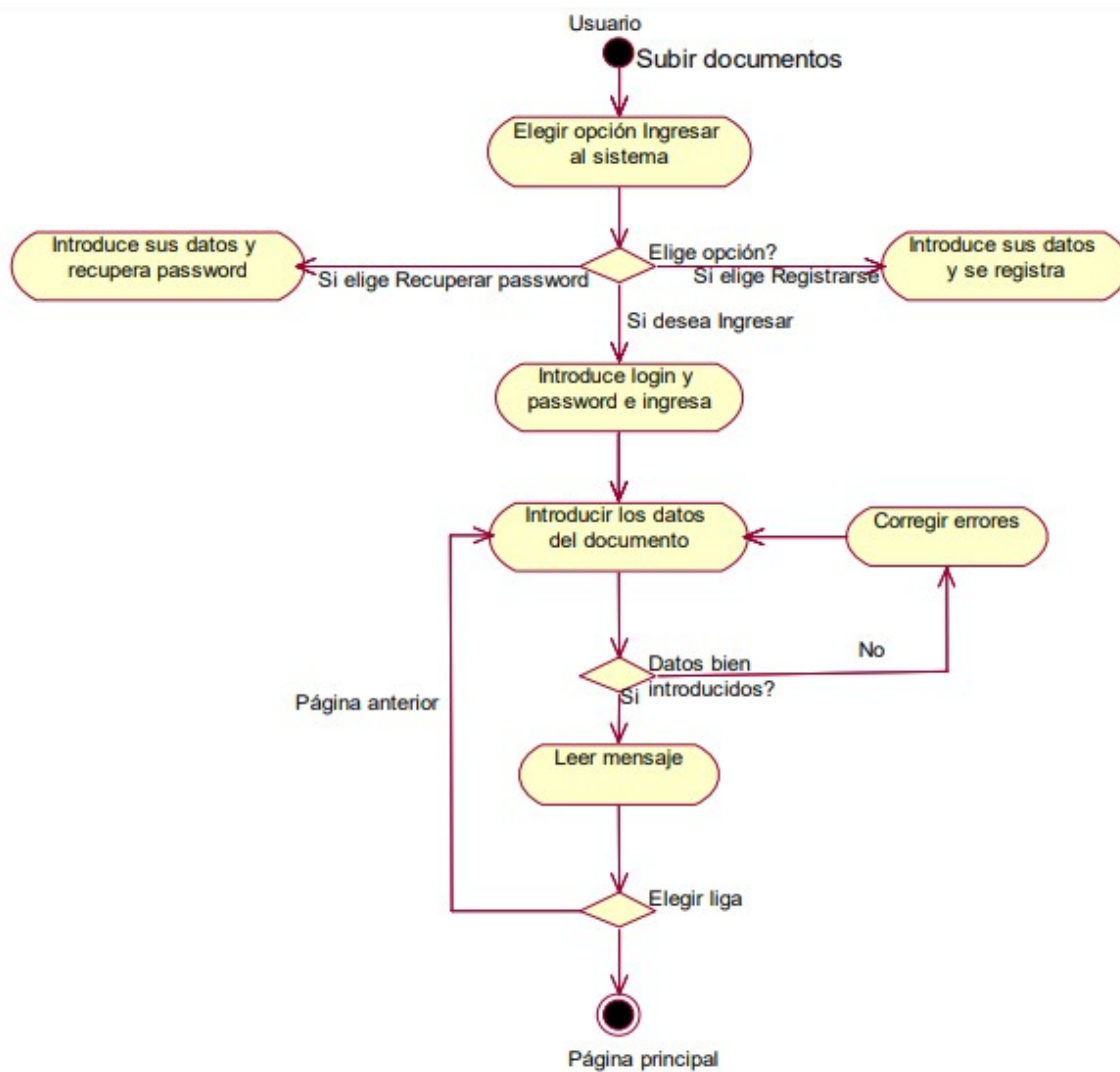 Usuario
Subir documentos
Elegir opción Ingresar
al sistema
Introduce sus datos y
recupera password
Elige opción?
Si elige Recuperar password
Si elige Registrarse
Introduce sus datos
y se registra
Si desea Ingresar
Introduce login y
password e ingresa
Introducir los datos
del documento
Corregir errores
Datos bien
introducidos?
No
Si
Página anterior
Leer mensaje
Elegir liga
Página principal